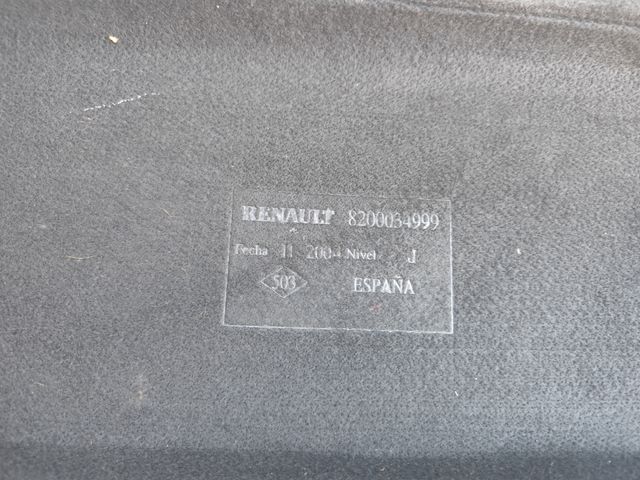 RENAULT 8200034999
Fecha 11 2004 Nivel J
503 ESPAÑA